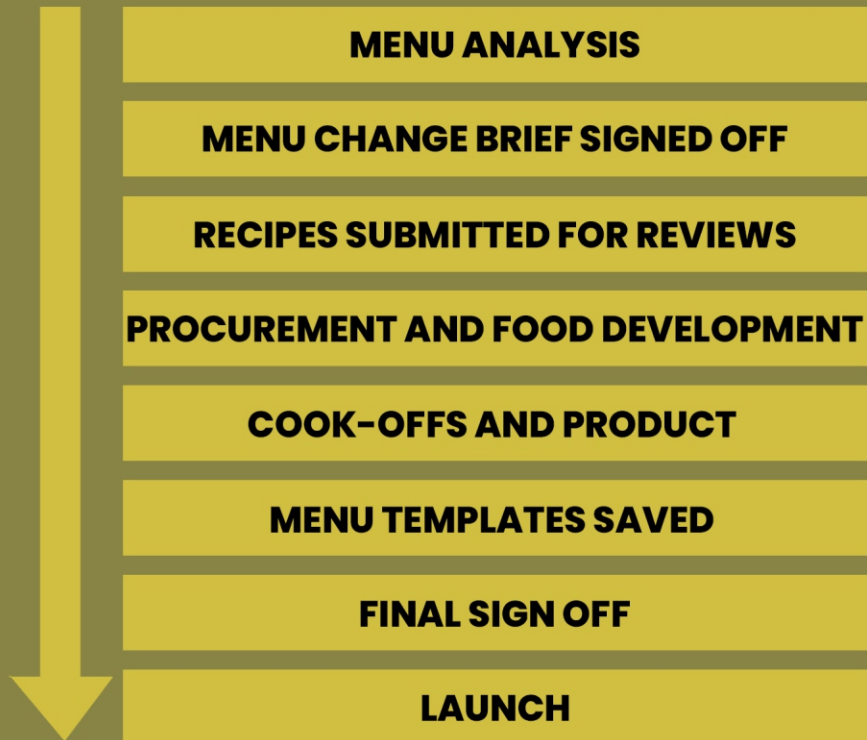 MENU ANALYSIS
MENU CHANGE BRIEF SIGNED OFF
RECIPES SUBMITTED FOR REVIEWS
PROCUREMENT AND FOOD DEVELOPMENT
COOK-OFFS AND PRODUCT
MENU TEMPLATES SAVED
FINAL SIGN OFF
LAUNCH